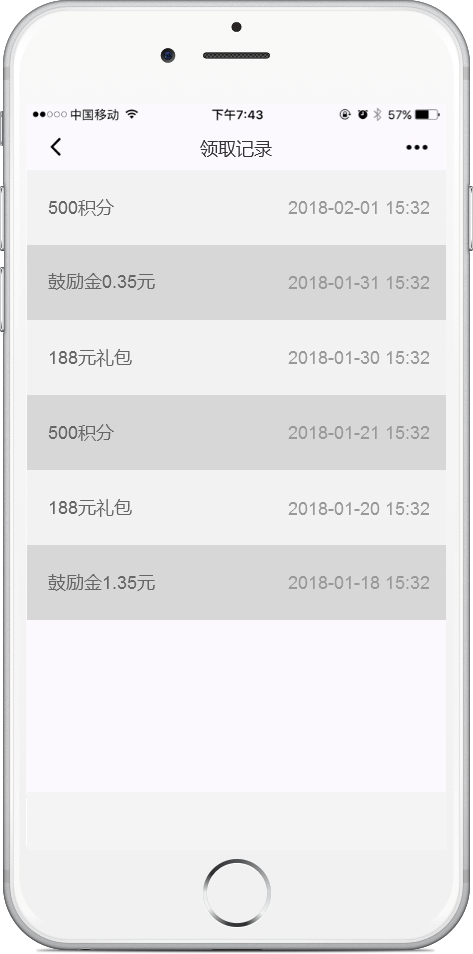 中国移动 下午7:43 57%
领取记录
500积分 2018-02-01 15:32
鼓励金0.35元 2018-01-31 15:32
188元礼包 2018-01-30 15:32
500积分 2018-01-21 15:32
188元礼包 2018-01-20 15:32
鼓励金1.35元 2018-01-18 15:32